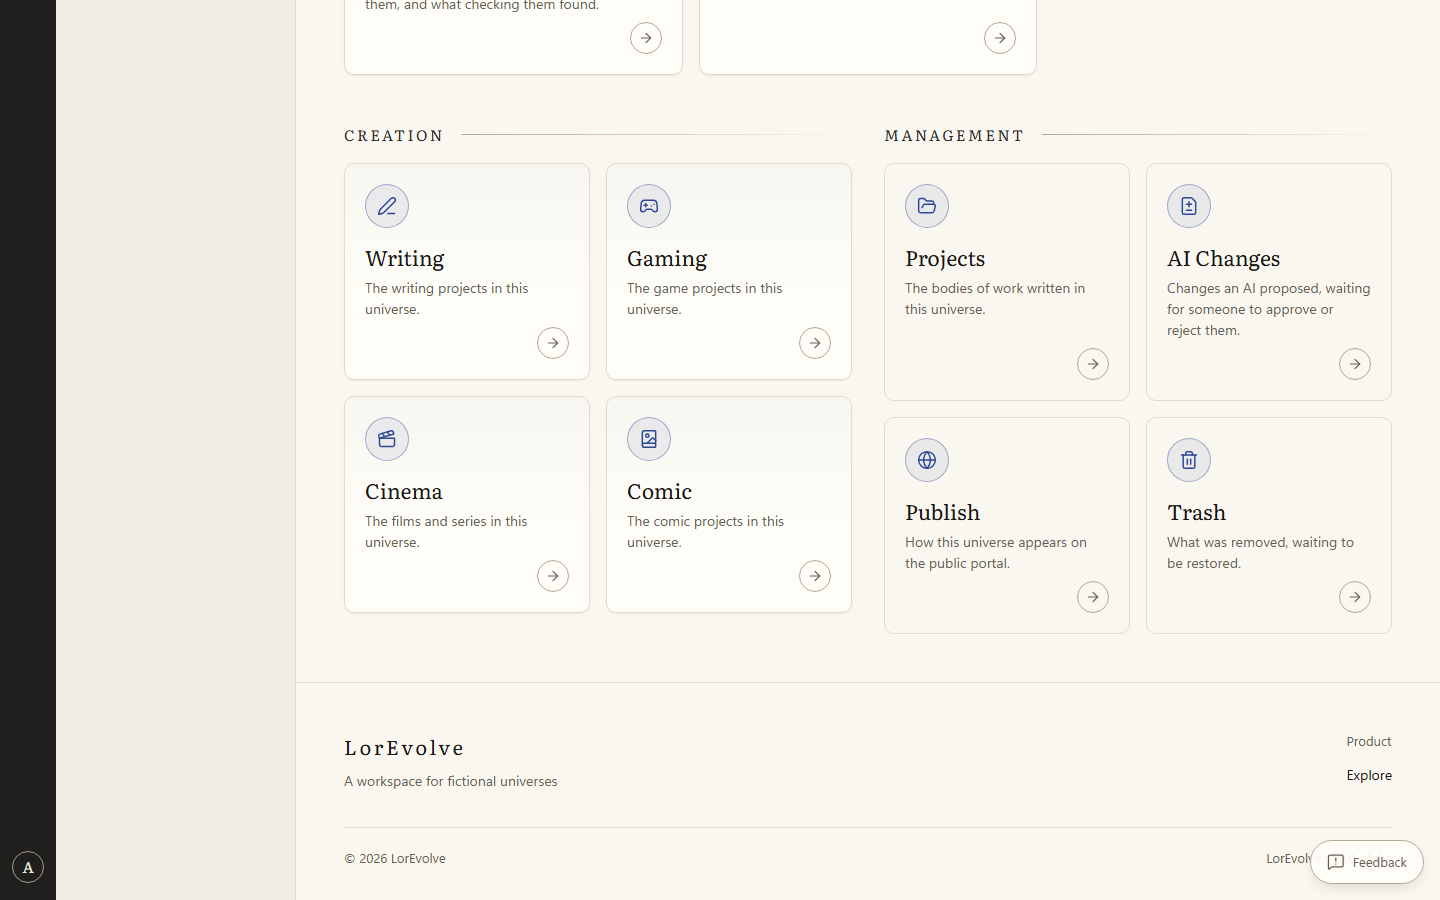 them, and what checking them found.
CREATION
Writing
The writing projects in this
universe.
Gaming
The game projects in this
universe.
Cinema
The films and series in this
universe.
Comic
The comic projects in this
universe.
MANAGEMENT
Projects
The bodies of work written in
this universe.
AI Changes
Changes an AI proposed, waiting
for someone to approve or
reject them.
Publish
How this universe appears on
the public portal.
Trash
What was removed, waiting to
be restored.
LorEvolve
A workspace for fictional universes
Product
Explore
© 2026 LorEvolve
Feedback
A